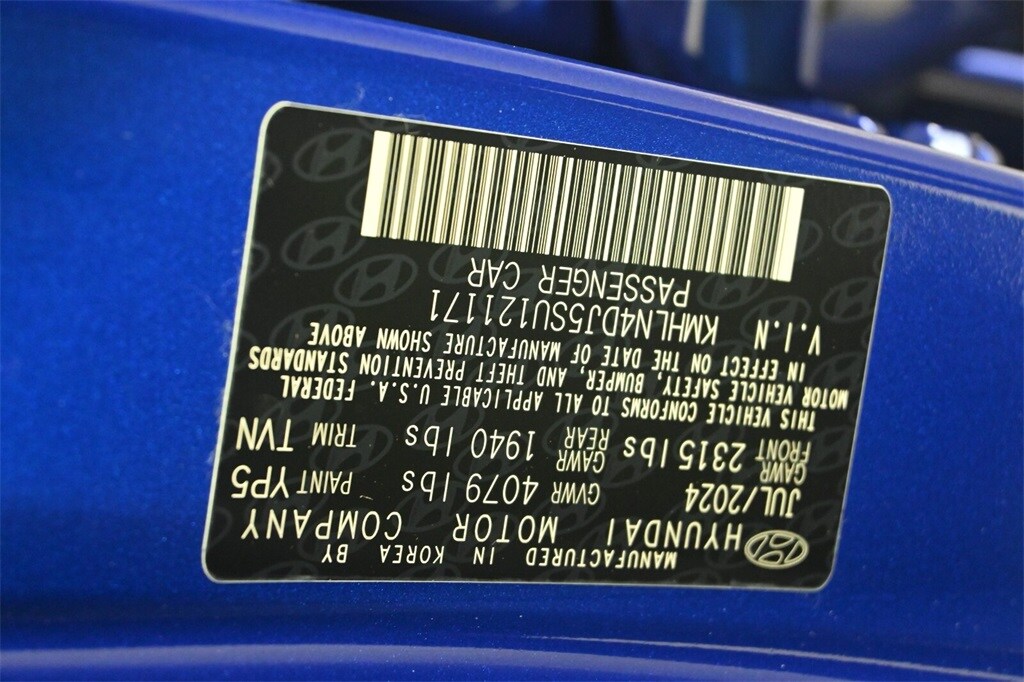 MANUFACTURED IN KOREA BY
HYUNDAI MOTOR COMPANY
JUL/2024 GVWR 4079 lbs PAINT YP5
GAWR FRONT 2315 lbs GAWR REAR 1940 lbs TRIM TVN
THIS VEHICLE CONFORMS TO ALL APPLICABLE U.S.A. FEDERAL
MOTOR VEHICLE SAFETY, BUMPER, AND THEFT PREVENTION STANDARDS
IN EFFECT ON THE DATE OF MANUFACTURE SHOWN ABOVE
V.I.N KMHLN4DJ5SU121171
PASSENGER CAR